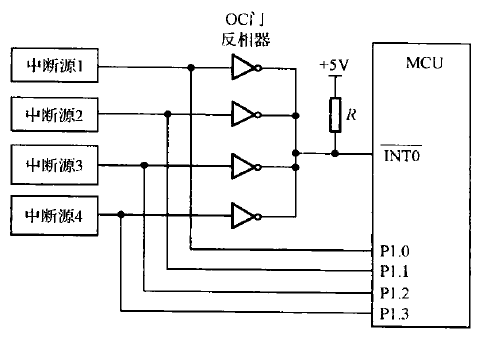 OC门
反相器
中断源1
中断源2
中断源3
中断源4
+5V
R
MCU
INT0
P1.0
P1.1
P1.2
P1.3